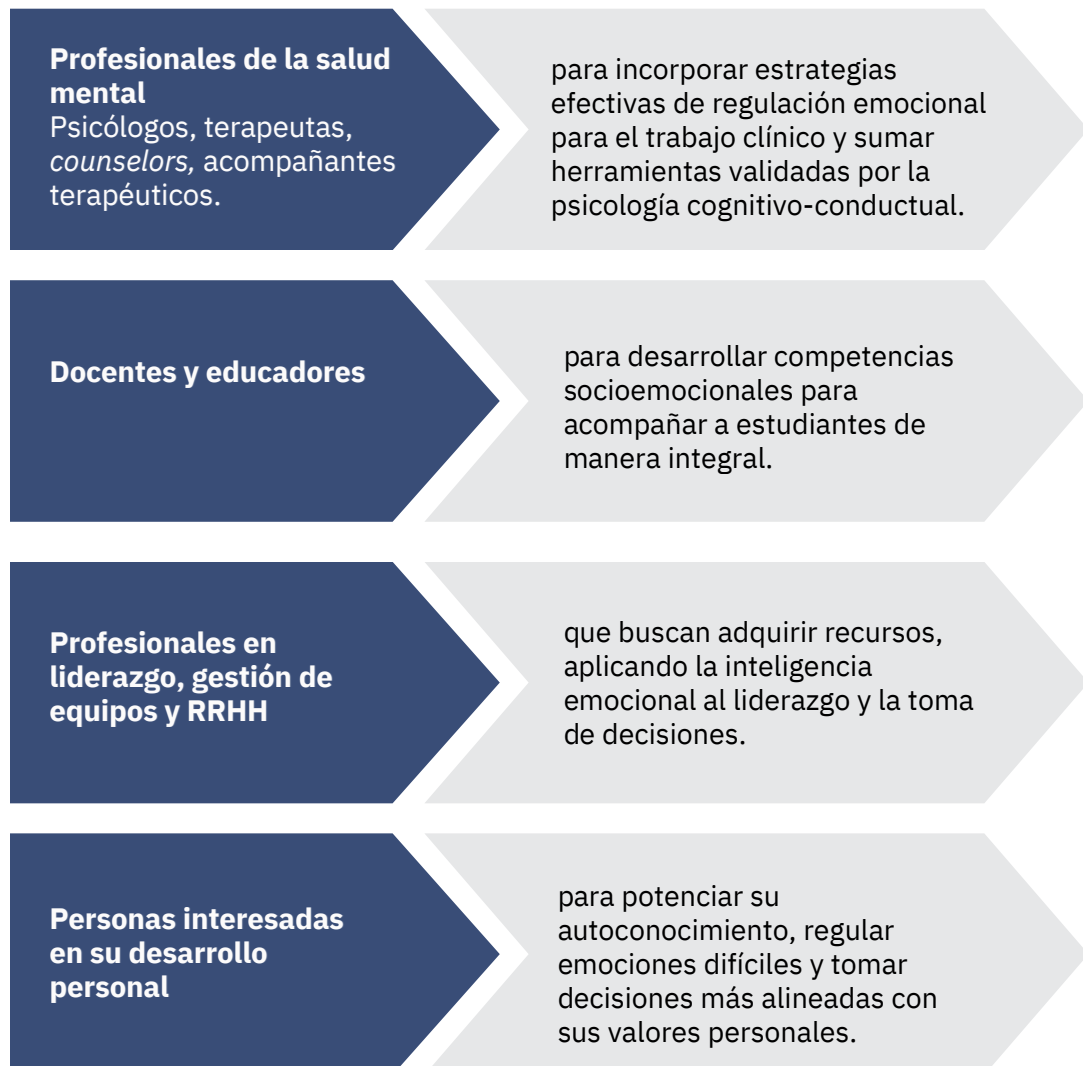 Profesionales de la salud
mental
Psicólogos, terapeutas,
counselors, acompañantes
terapéuticos.
para incorporar estrategias
efectivas de regulación emocional
para el trabajo clínico y sumar
herramientas validadas por la
psicología cognitivo-conductual.
Docentes y educadores
para desarrollar competencias
socioemocionales para
acompañar a estudiantes de
manera integral.
Profesionales en
liderazgo, gestión de
equipos y RRHH
que buscan adquirir recursos,
aplicando la inteligencia
emocional al liderazgo y la toma
de decisiones.
Personas interesadas
en su desarrollo
personal
para potenciar su
autoconocimiento, regular
emociones difíciles y tomar
decisiones más alineadas con
sus valores personales.